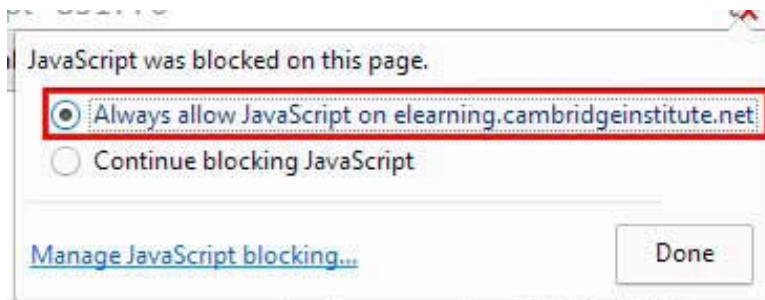 JavaScript was blocked on this page.
Always allow JavaScript on elearning.cambridgeinstitute.net
Continue blocking JavaScript
Manage JavaScript blocking...
Done